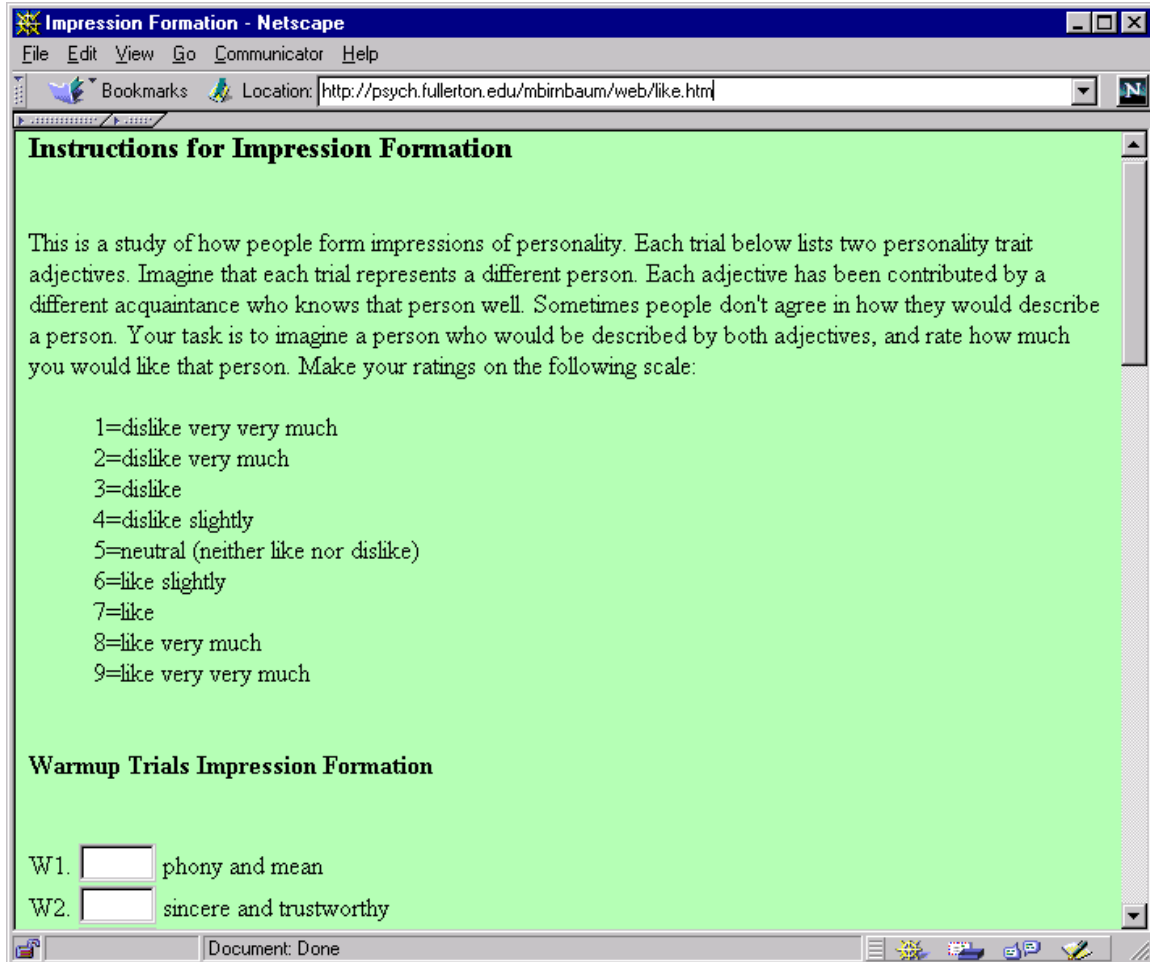 Impression Formation - Netscape
File Edit View Go Communicator Help
Bookmarks Location: http://psych.fullerton.edu/mbirnbaum/web/like.htm
N
Instructions for Impression Formation
This is a study of how people form impressions of personality. Each trial below lists two personality trait
adjectives. Imagine that each trial represents a different person. Each adjective has been contributed by a
different acquaintance who knows that person well. Sometimes people don't agree in how they would describe
a person. Your task is to imagine a person who would be described by both adjectives, and rate how much
you would like that person. Make your ratings on the following scale:
1=dislike very very much
2=dislike very much
3=dislike
4=dislike slightly
5=neutral (neither like nor dislike)
6=like slightly
7=like
8=like very much
9=like very very much
Warmup Trials Impression Formation
W1. phony and mean
W2. sincere and trustworthy
Document: Done